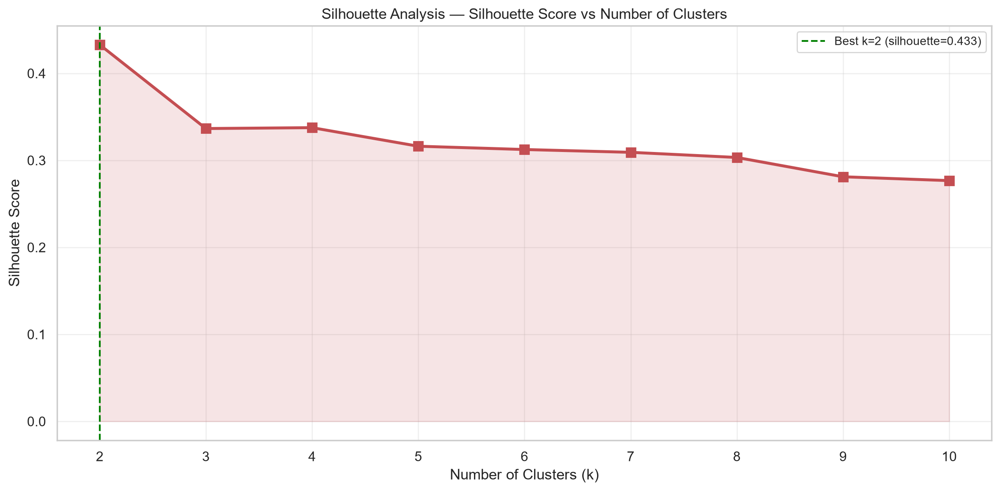 Silhouette Analysis — Silhouette Score vs Number of Clusters
Best k=2 (silhouette=0.433)
Silhouette Score
0.4
0.3
0.2
0.1
0.0
2 3 4 5 6 7 8 9 10
Number of Clusters (k)